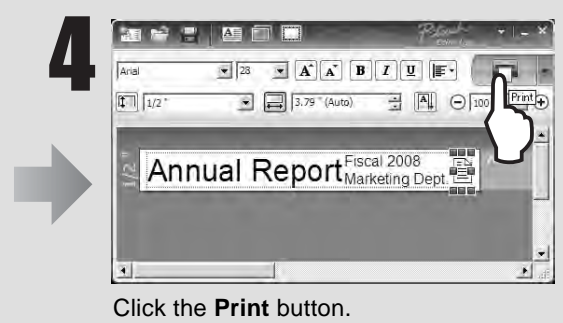 4
P-touch
Arial 28 A A B I U
1/2 " 3.79 " (Auto) A 100 Print
1/2 "
Annual Report Fiscal 2008
Marketing Dept.
Click the Print button.